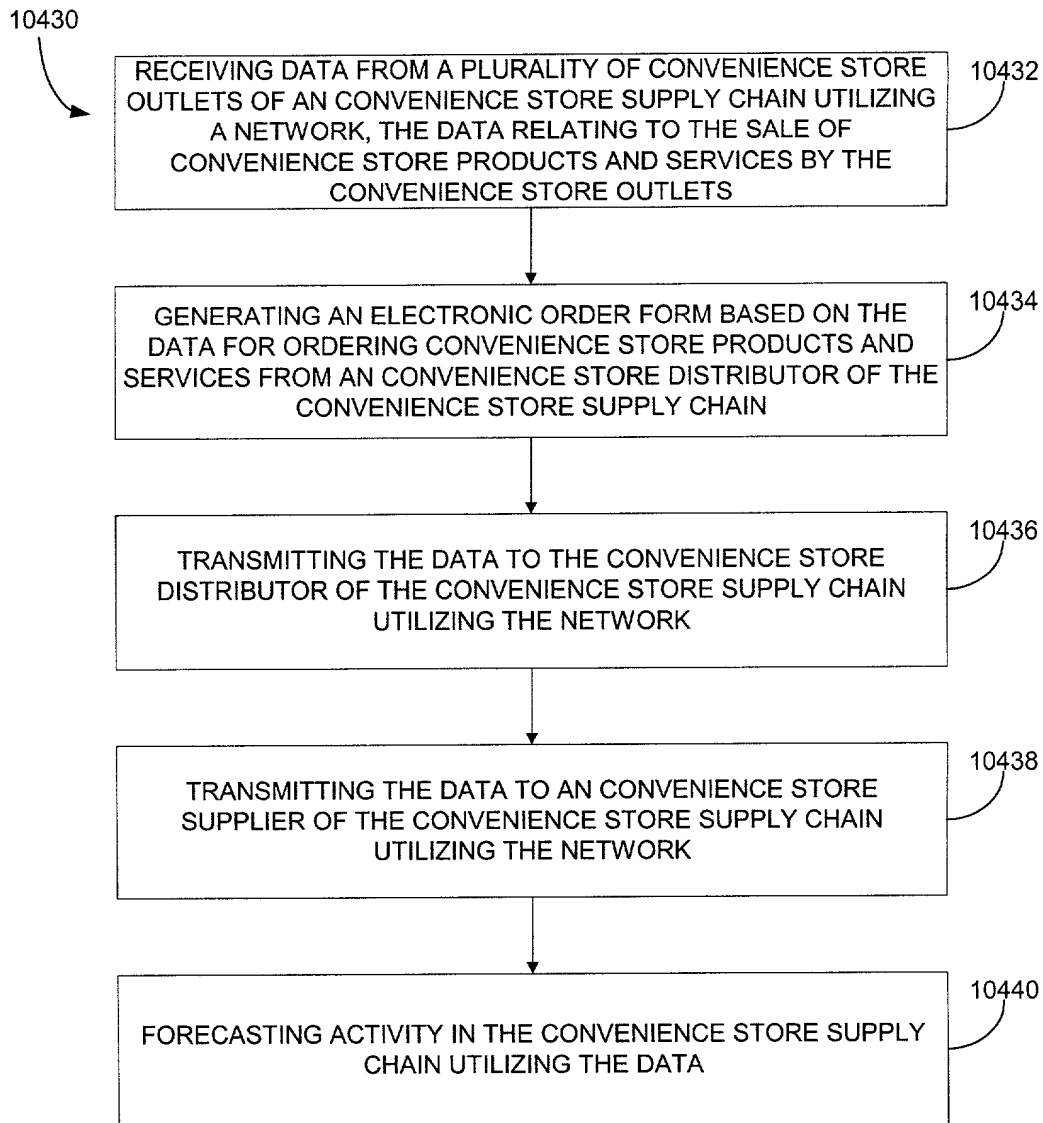 10430
RECEIVING DATA FROM A PLURALITY OF CONVENIENCE STORE
OUTLETS OF AN CONVENIENCE STORE SUPPLY CHAIN UTILIZING
A NETWORK, THE DATA RELATING TO THE SALE OF
CONVENIENCE STORE PRODUCTS AND SERVICES BY THE
CONVENIENCE STORE OUTLETS
10432
GENERATING AN ELECTRONIC ORDER FORM BASED ON THE
DATA FOR ORDERING CONVENIENCE STORE PRODUCTS AND
SERVICES FROM AN CONVENIENCE STORE DISTRIBUTOR OF THE
CONVENIENCE STORE SUPPLY CHAIN
10434
TRANSMITTING THE DATA TO THE CONVENIENCE STORE
DISTRIBUTOR OF THE CONVENIENCE STORE SUPPLY CHAIN
UTILIZING THE NETWORK
10436
TRANSMITTING THE DATA TO AN CONVENIENCE STORE
SUPPLIER OF THE CONVENIENCE STORE SUPPLY CHAIN
UTILIZING THE NETWORK
10438
FORECASTING ACTIVITY IN THE CONVENIENCE STORE SUPPLY
CHAIN UTILIZING THE DATA
10440